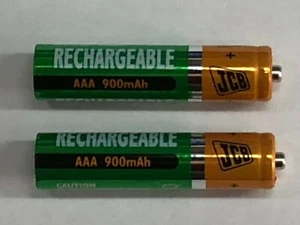 RECHARGEABLE
AAA 900mAh
+
JCB
RECHARGEABLE
AAA 900mAh
+
JCB
CAUTION